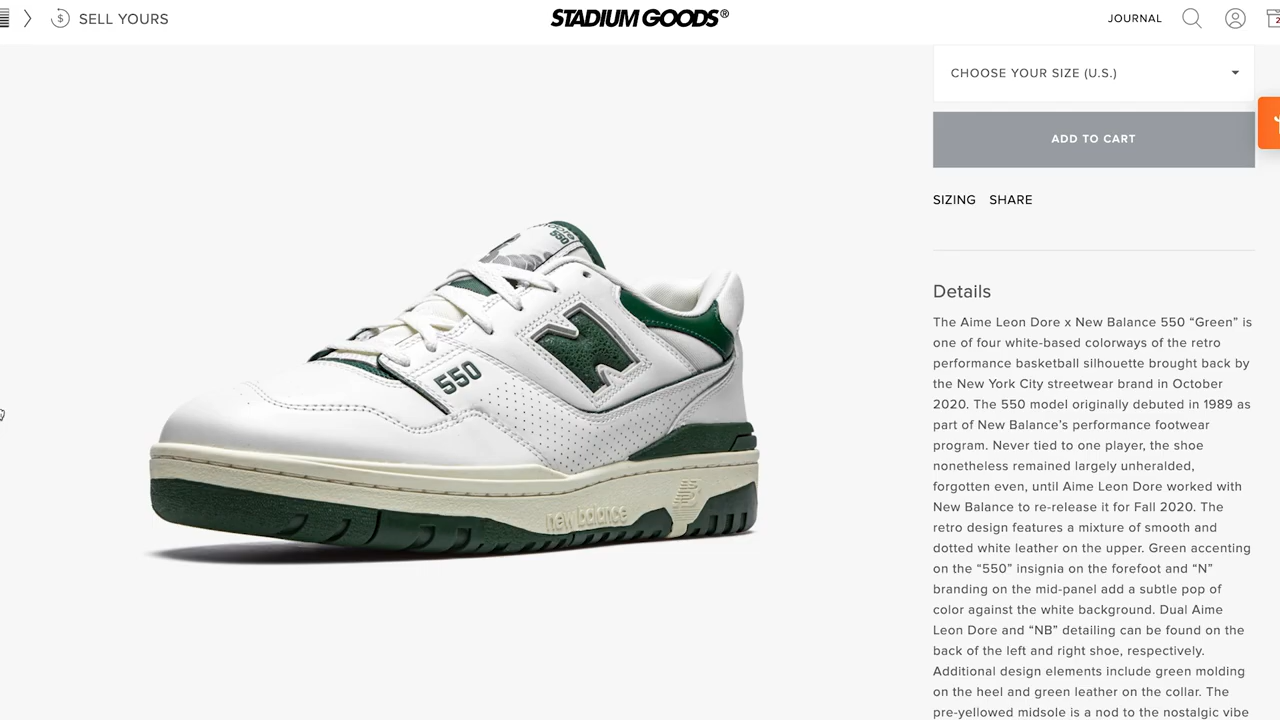 SELL YOURS
STADIUM GOODS®
JOURNAL
2
CHOOSE YOUR SIZE (U.S.)
ADD TO CART
SIZING SHARE
550
550
N
new balance
Details
The Aime Leon Dore x New Balance 550 “Green” is
one of four white-based colorways of the retro
performance basketball silhouette brought back by
the New York City streetwear brand in October
2020. The 550 model originally debuted in 1989 as
part of New Balance’s performance footwear
program. Never tied to one player, the shoe
nonetheless remained largely unheralded,
forgotten even, until Aime Leon Dore worked with
New Balance to re-release it for Fall 2020. The
retro design features a mixture of smooth and
dotted white leather on the upper. Green accenting
on the “550” insignia on the forefoot and “N”
branding on the mid-panel add a subtle pop of
color against the white background. Dual Aime
Leon Dore and “NB” detailing can be found on the
back of the left and right shoe, respectively.
Additional design elements include green molding
on the heel and green leather on the collar. The
pre-yellowed midsole is a nod to the nostalgic vibe